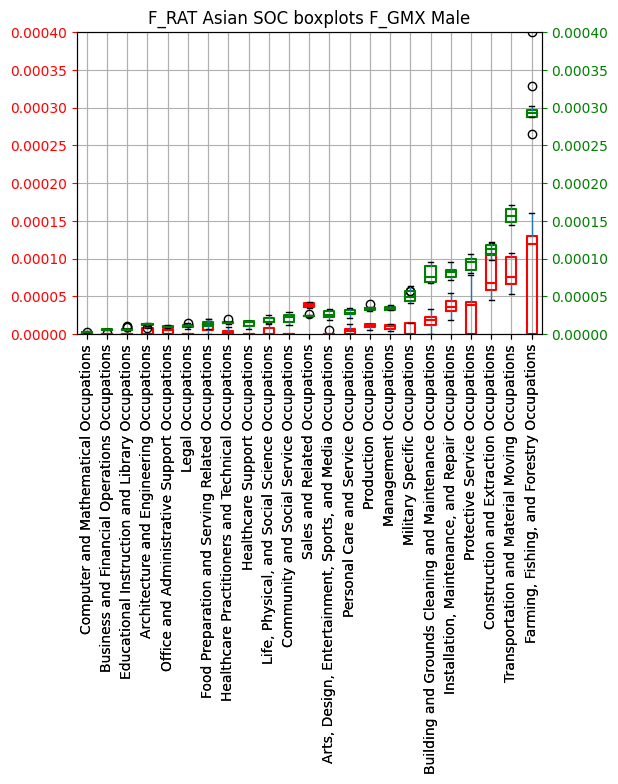 F_RAT Asian SOC boxplots F_GMX Male
0.00040
0.00035
0.00030
0.00025
0.00020
0.00015
0.00010
0.00005
0.00000
0.00040
0.00035
0.00030
0.00025
0.00020
0.00015
0.00010
0.00005
0.00000
Computer and Mathematical Occupations
Business and Financial Operations Occupations
Educational Instruction and Library Occupations
Architecture and Engineering Occupations
Office and Administrative Support Occupations
Legal Occupations
Food Preparation and Serving Related Occupations
Healthcare Practitioners and Technical Occupations
Healthcare Support Occupations
Life, Physical, and Social Science Occupations
Community and Social Service Occupations
Sales and Related Occupations
Arts, Design, Entertainment, Sports, and Media Occupations
Personal Care and Service Occupations
Production Occupations
Management Occupations
Military Specific Occupations
Building and Grounds Cleaning and Maintenance Occupations
Installation, Maintenance, and Repair Occupations
Protective Service Occupations
Construction and Extraction Occupations
Transportation and Material Moving Occupations
Farming, Fishing, and Forestry Occupations